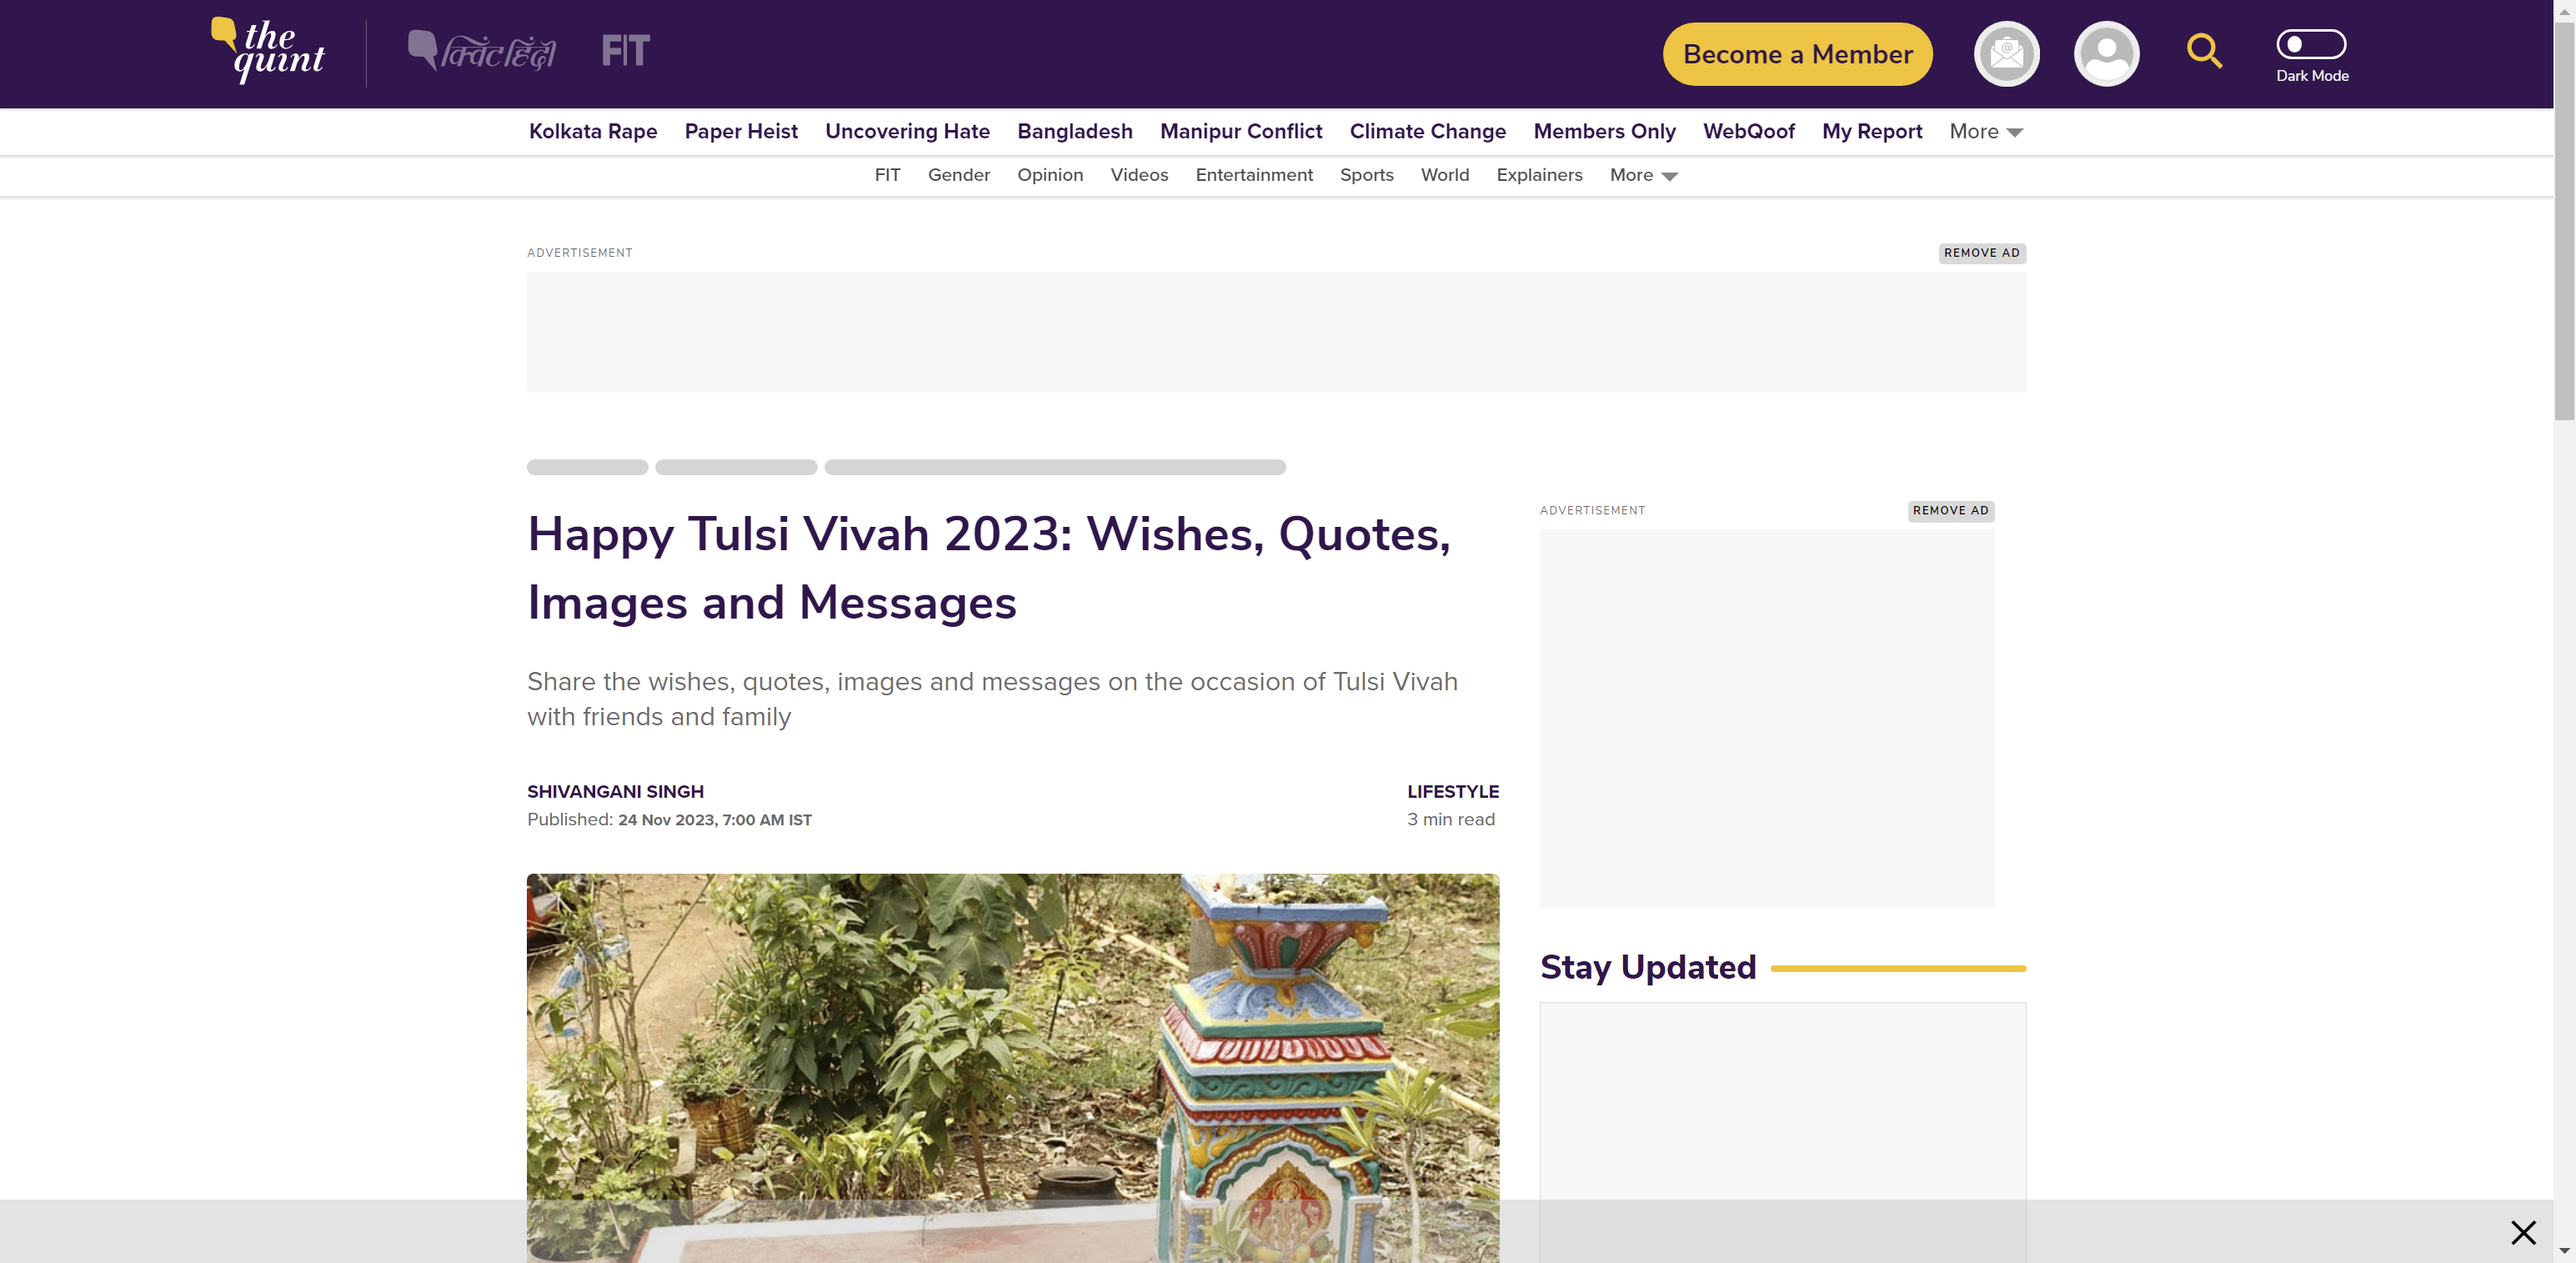 the
quint
क्विंट हिंदी
FIT
Become a Member
Dark Mode
Kolkata Rape Paper Heist Uncovering Hate Bangladesh Manipur Conflict Climate Change Members Only WebQoof My Report More
FIT Gender Opinion Videos Entertainment Sports World Explainers More
ADVERTISEMENT REMOVE AD
Happy Tulsi Vivah 2023: Wishes, Quotes,
Images and Messages
Share the wishes, quotes, images and messages on the occasion of Tulsi Vivah
with friends and family
SHIVANGANI SINGH
Published: 24 Nov 2023, 7:00 AM IST
LIFESTYLE
3 min read
ADVERTISEMENT REMOVE AD
Stay Updated